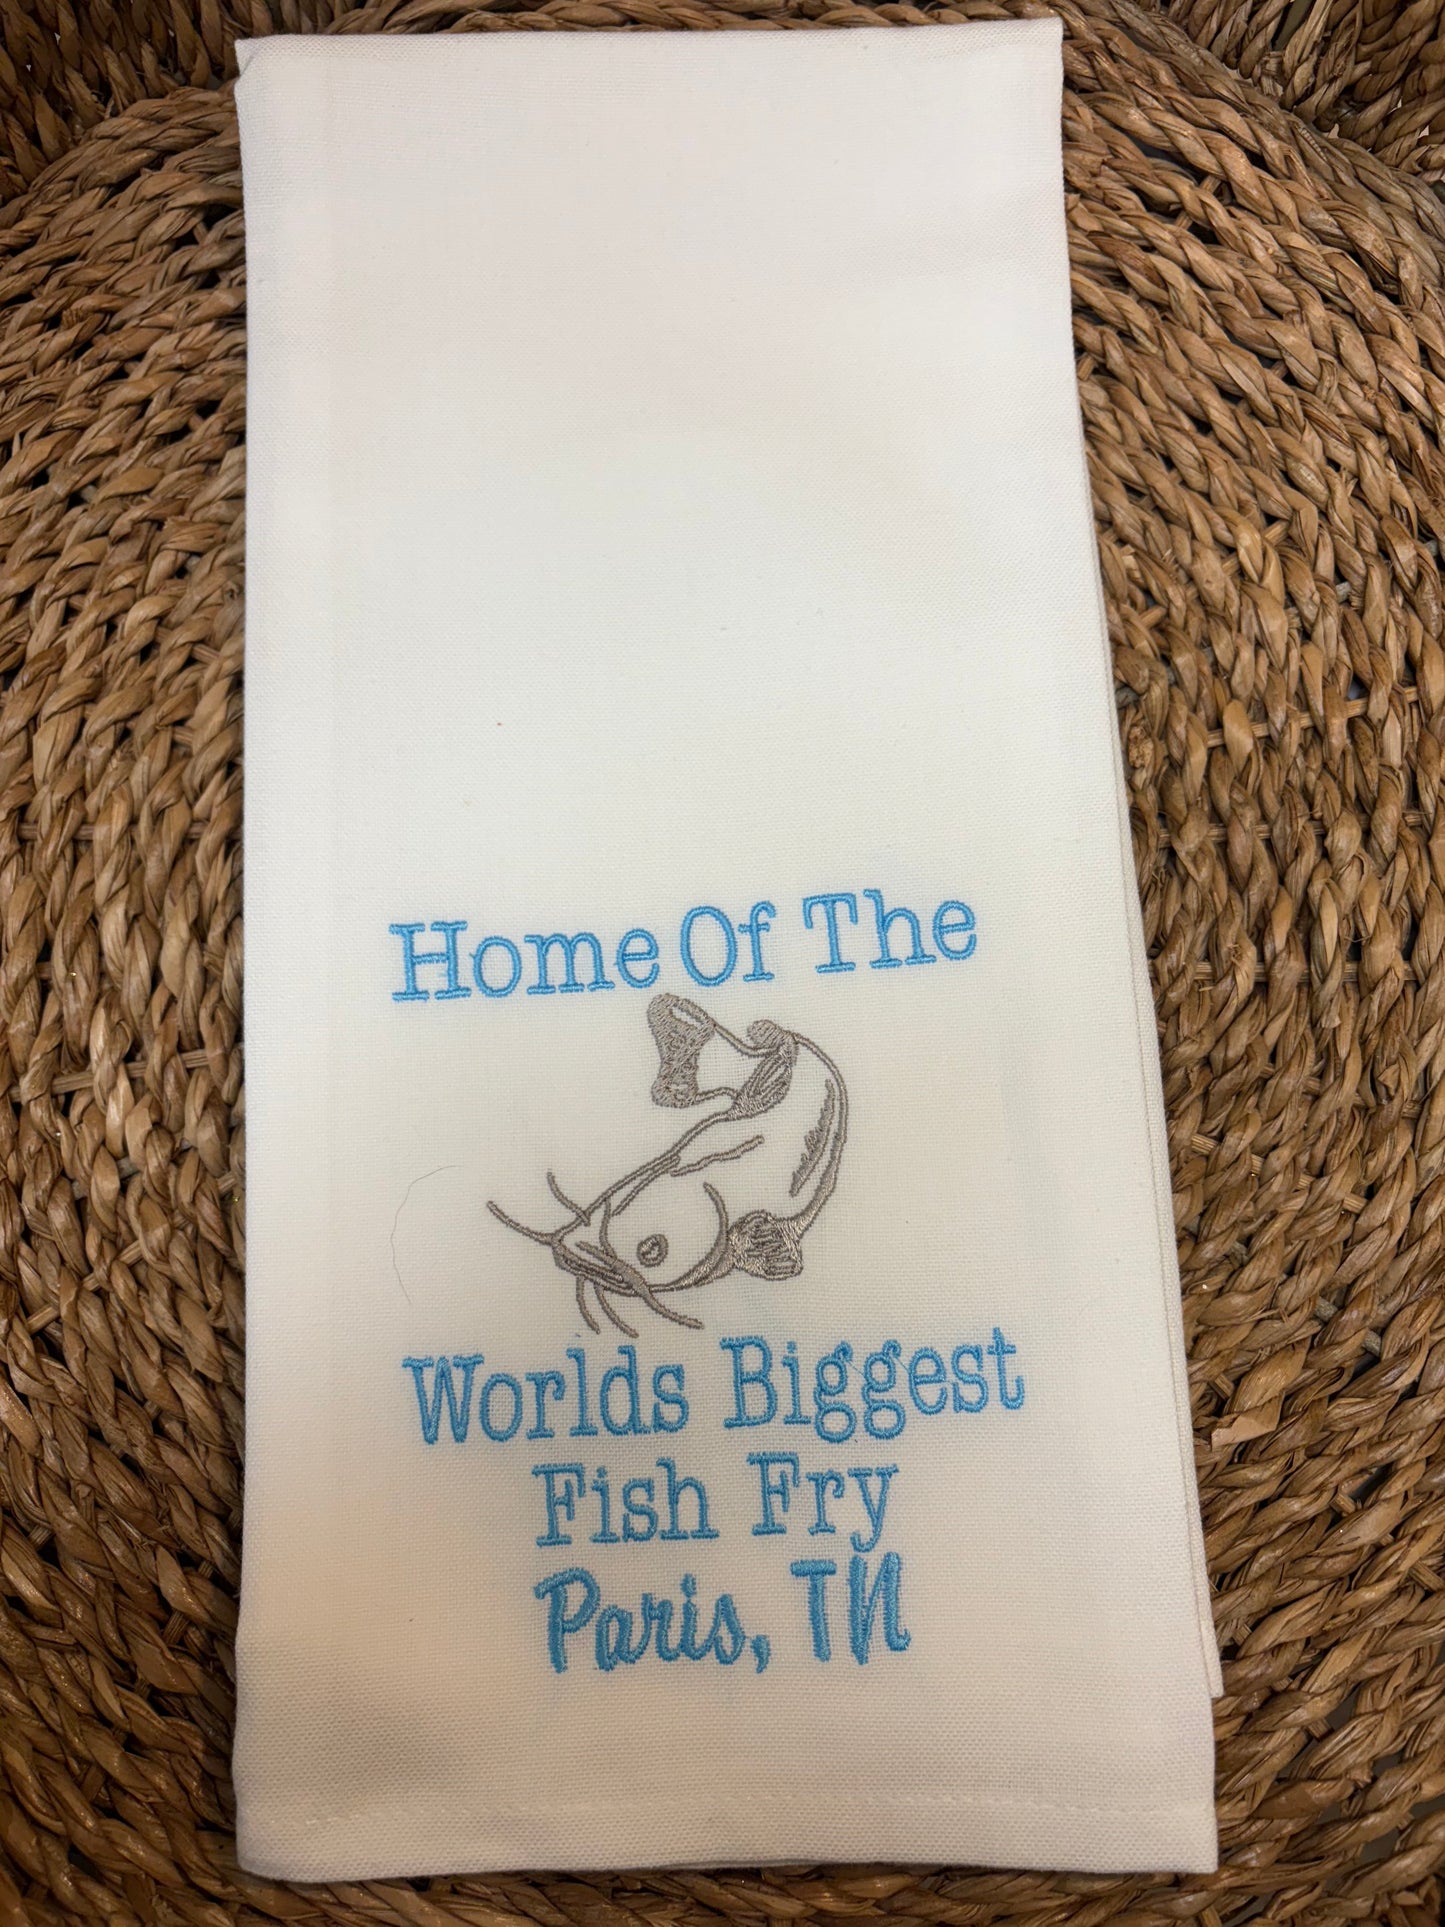 Home Of The
Worlds Biggest
Fish Fry
Paris, TN